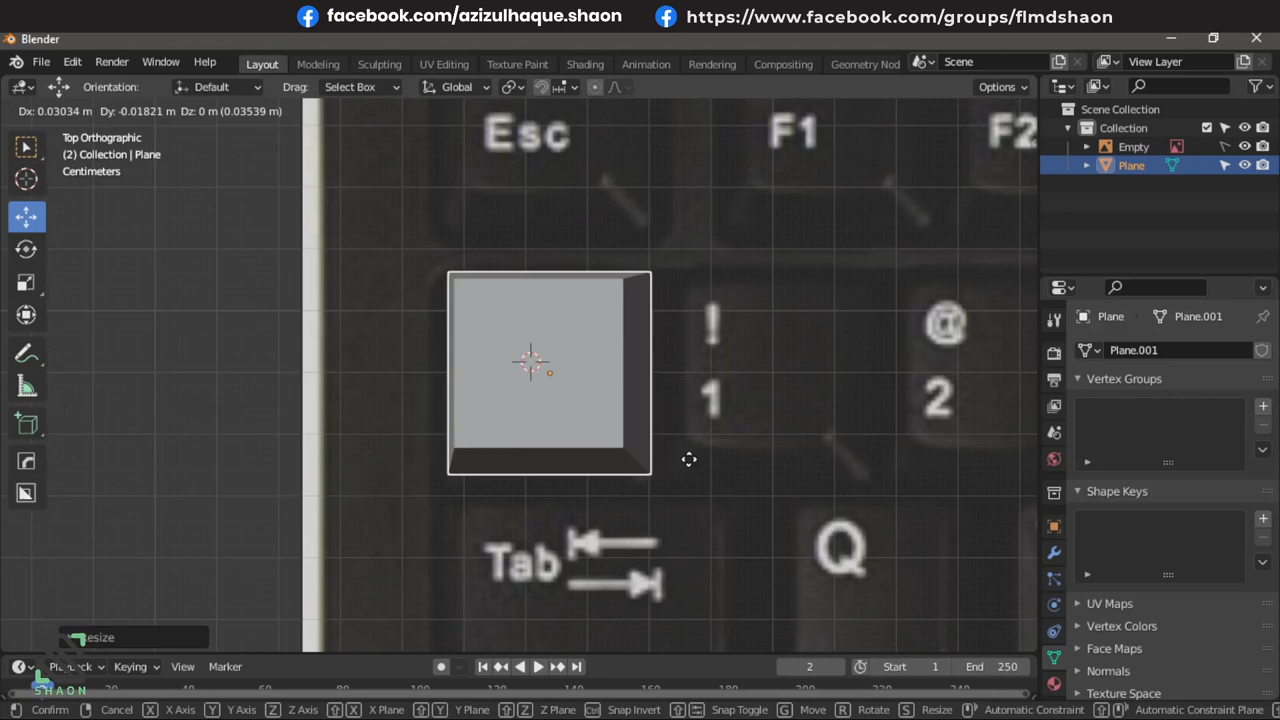 facebook.com/azizulhaque.shaon https://www.facebook.com/groups/flmdshaon
Blender
File Edit Render Window Help Layout Modeling Sculpting UV Editing Texture Paint Shading Animation Rendering Compositing Geometry Nod Scene View Layer
Orientation: Default Drag: Select Box Global Options
Dx: 0.03034 m Dy: -0.01821 m Dz: 0 m (0.03539 m)
Top Orthographic
(2) Collection | Plane
Centimeters
Scene Collection
Collection
Empty
Plane
Esc F1 F2
! @
1 2
Tab Q
Plane Plane.001
Plane.001
Vertex Groups
Shape Keys
UV Maps
Vertex Colors
Face Maps
Normals
Texture Space
esize
Playback Keying View Marker 2 Start 1 End 250
SHAON
Confirm Cancel X X Axis Y Y Axis Z Z Axis X X Plane Y Y Plane Z Z Plane Ctrl Snap Invert Snap Toggle G Move R Rotate S Resize Automatic Constraint Automatic Constraint Plane